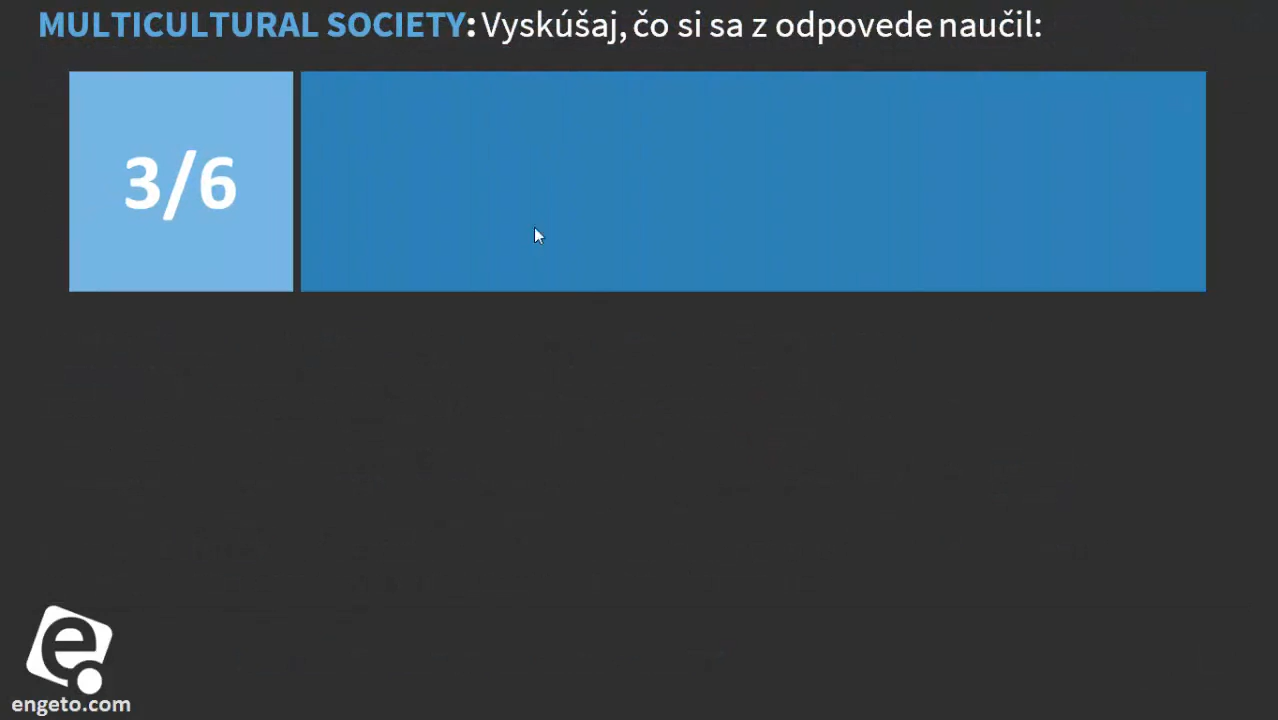 MULTICULTURAL SOCIETY: Vyskúšaj, čo si sa z odpovede naučil:
3/6
e
engeto.com